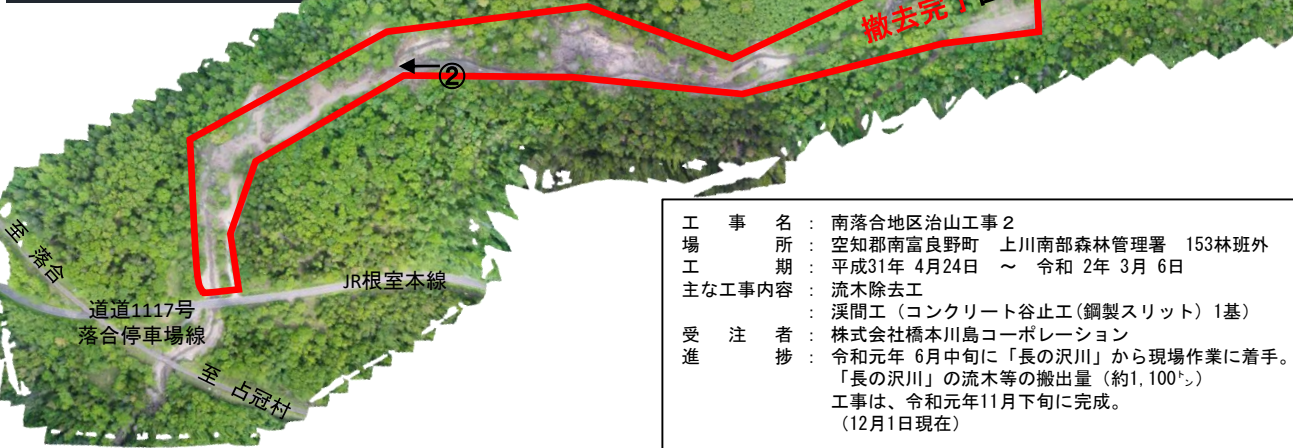 撤去完了
②
至 落合
JR根室本線
道道1117号
落合停車場線
至 占冠村
工事名 : 南落合地区治山工事2
場所 : 空知郡南富良野町 上川南部森林管理署 153林班外
工期 : 平成31年 4月24日 ~ 令和 2年 3月 6日
主な工事内容 : 流木除去工
: 渓間工(コンクリート谷止工(鋼製スリット) 1基)
受注者 : 株式会社橋本川島コーポレーション
進捗 : 令和元年 6月中旬に「長の沢川」から現場作業に着手。
「長の沢川」の流木等の搬出量(約1,100㌧)
工事は、令和元年11月下旬に完成。
(12月1日現在)